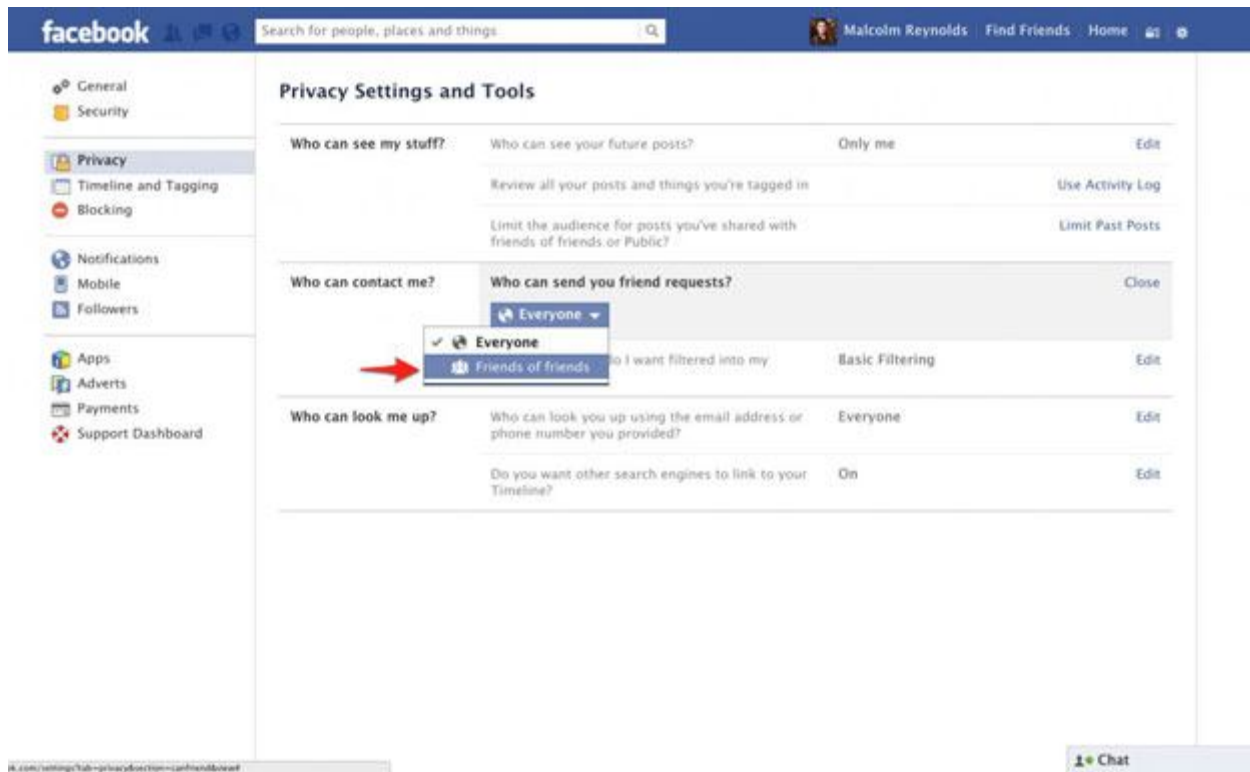 facebook
Search for people, places and things
Malcolm Reynolds Find Friends Home
General
Security
Privacy
Timeline and Tagging
Blocking
Notifications
Mobile
Followers
Apps
Adverts
Payments
Support Dashboard
Privacy Settings and Tools
Who can see my stuff?
Who can see your future posts? Only me Edit
Review all your posts and things you're tagged in Use Activity Log
Limit the audience for posts you've shared with Limit Past Posts
friends of friends or Public?
Who can contact me?
Who can send you friend requests? Close
Everyone
Everyone
Friends of friends
do I want filtered into my Basic Filtering Edit
Who can look me up?
Who can look you up using the email address or Everyone Edit
phone number you provided?
Do you want other search engines to link to your On Edit
Timeline?
Chat